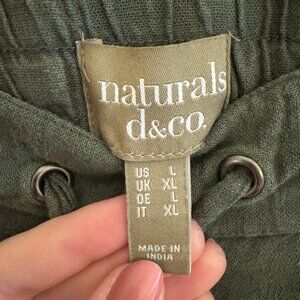 naturals
d&co.
US L
UK XL
DE L
IT XL
MADE IN
INDIA